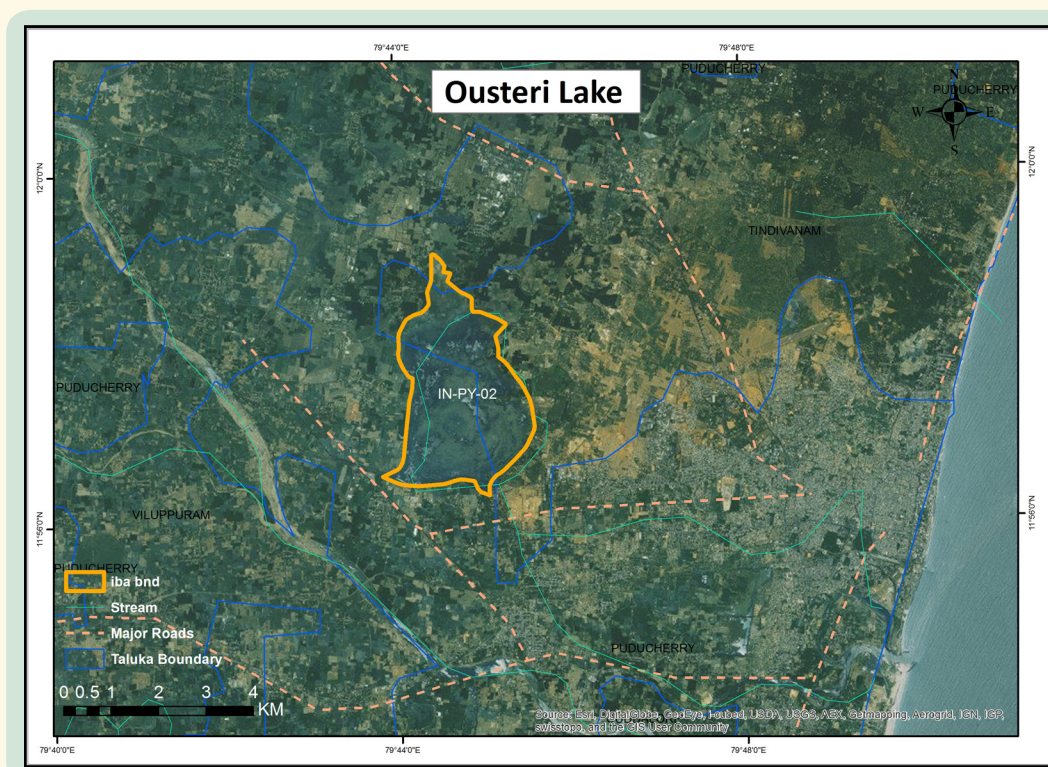 79°44'0"E
79°48'0"E
Ousteri Lake
PUDUCHERRY
PUDUCHERRY
N
W
E
S
12°0'0"N
12°0'0"N
TINDIVANAM
PUDUCHERRY
IN-PY-02
VILUPPURAM
11°56'0"N
11°56'0"N
PUDUCHERRY
iba bnd
Stream
Major Roads
Taluka Boundary
PUDUCHERRY
0 0.5 1 2 3 4
KM
Source: Esri, DigitalGlobe, GeoEye, i-cubed, USDA, USGS, AEX, Getmapping, Aerogrid, IGN, IGP,
swisstopo, and the GIS User Community
79°40'0"E
79°44'0"E
79°48'0"E